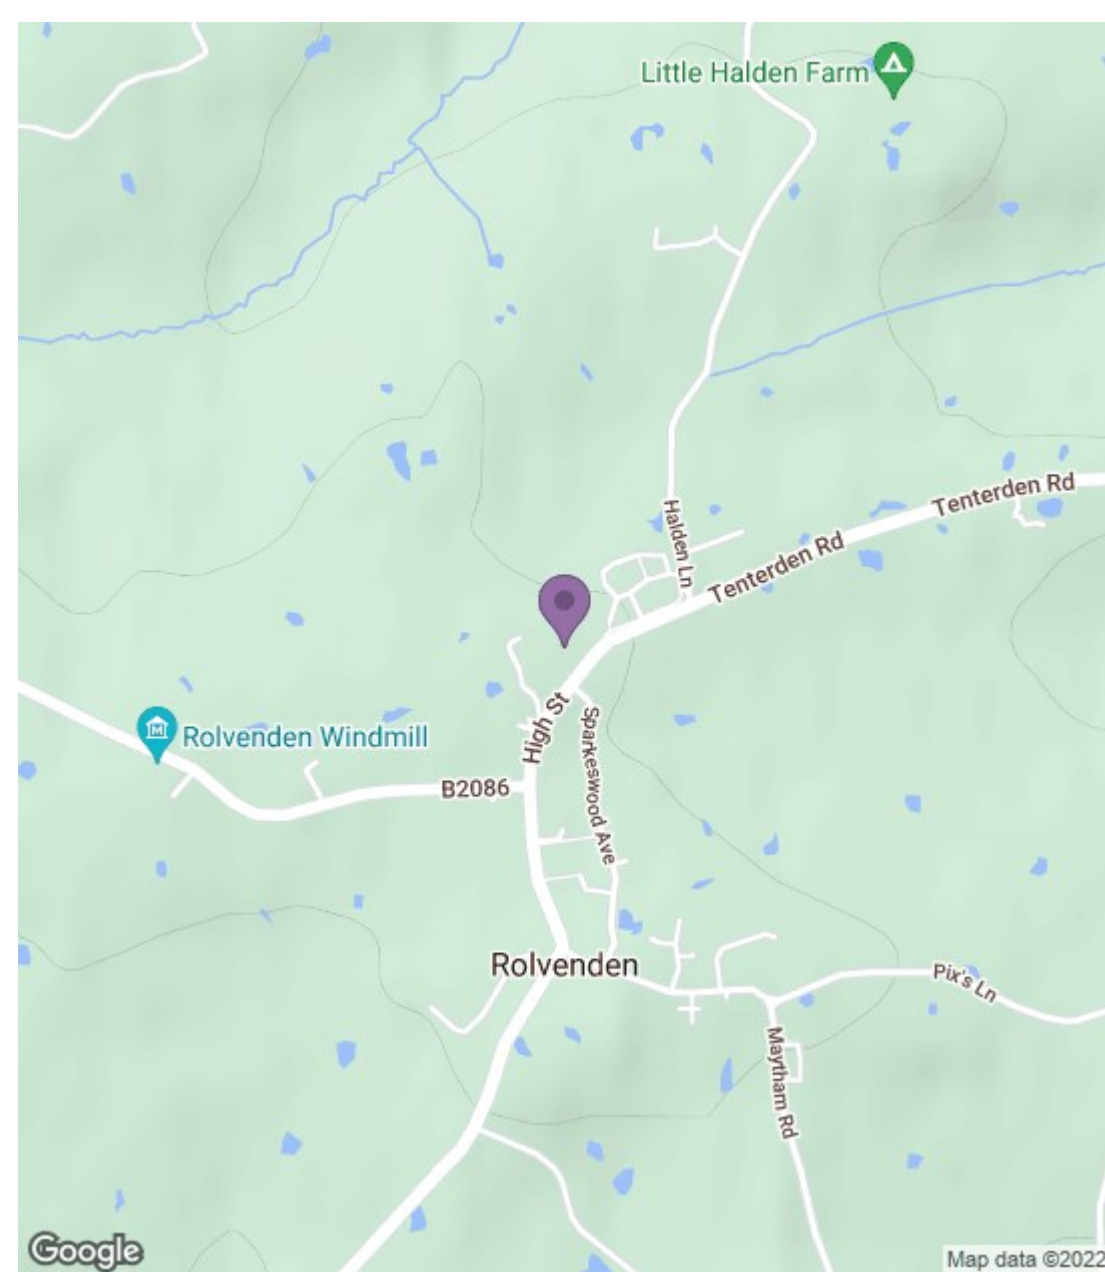 Little Halden Farm
Tenterden Rd
Halden Ln
Tenterden Rd
High St
Sparkeswood Ave
Rolvenden Windmill
B2086
Rolvenden
Pix's Ln
Maytham Rd
Google
Map data ©2022